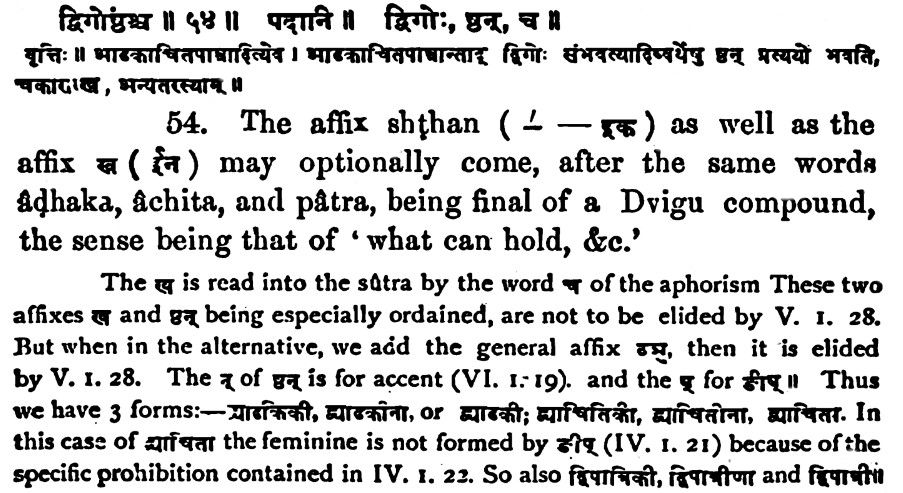 द्विगोष्ठंश्च ॥ ५४ ॥ पदानि ॥ द्विगोः, ष्ठन्, च ॥
वृत्तिः ॥ आढकाचितपात्रादित्येव । आढकाचितपात्रान्ताद् द्विगोः संभवत्यादिष्वर्थेषु ष्ठन् प्रत्ययो भवति,
चकारात्ख, अन्यतरस्याम् ॥
54. The affix shṭhan ( ´– — इक ) as well as the
affix ख ( ईन ) may optionally come, after the same words
âḍhaka, âchita, and pâtra, being final of a Dvigu compound,
the sense being that of ‘ what can hold, &c.’
The ख is read into the sûtra by the word च of the aphorism These two
affixes ख and ष्ठन् being especially ordained, are not to be elided by V. 1. 28.
But when in the alternative, we add the general affix ठञ्, then it is elided
by V. 1. 28. The न् of ष्ठन् is for accent (VI. 1. 19). and the ष् for ङीष् ॥ Thus
we have 3 forms:—द्व्याढकिकी, द्व्याढकीना, or द्व्याढकी; द्व्याचितिकी, द्व्याचितीना, द्व्याचिता. In
this case of द्व्याचिता the feminine is not formed by ङीष् (IV. 1. 21) because of the
specific prohibition contained in IV. 1. 22. So also द्विपात्रिकी, द्विपात्रीणा and द्विपात्री॥